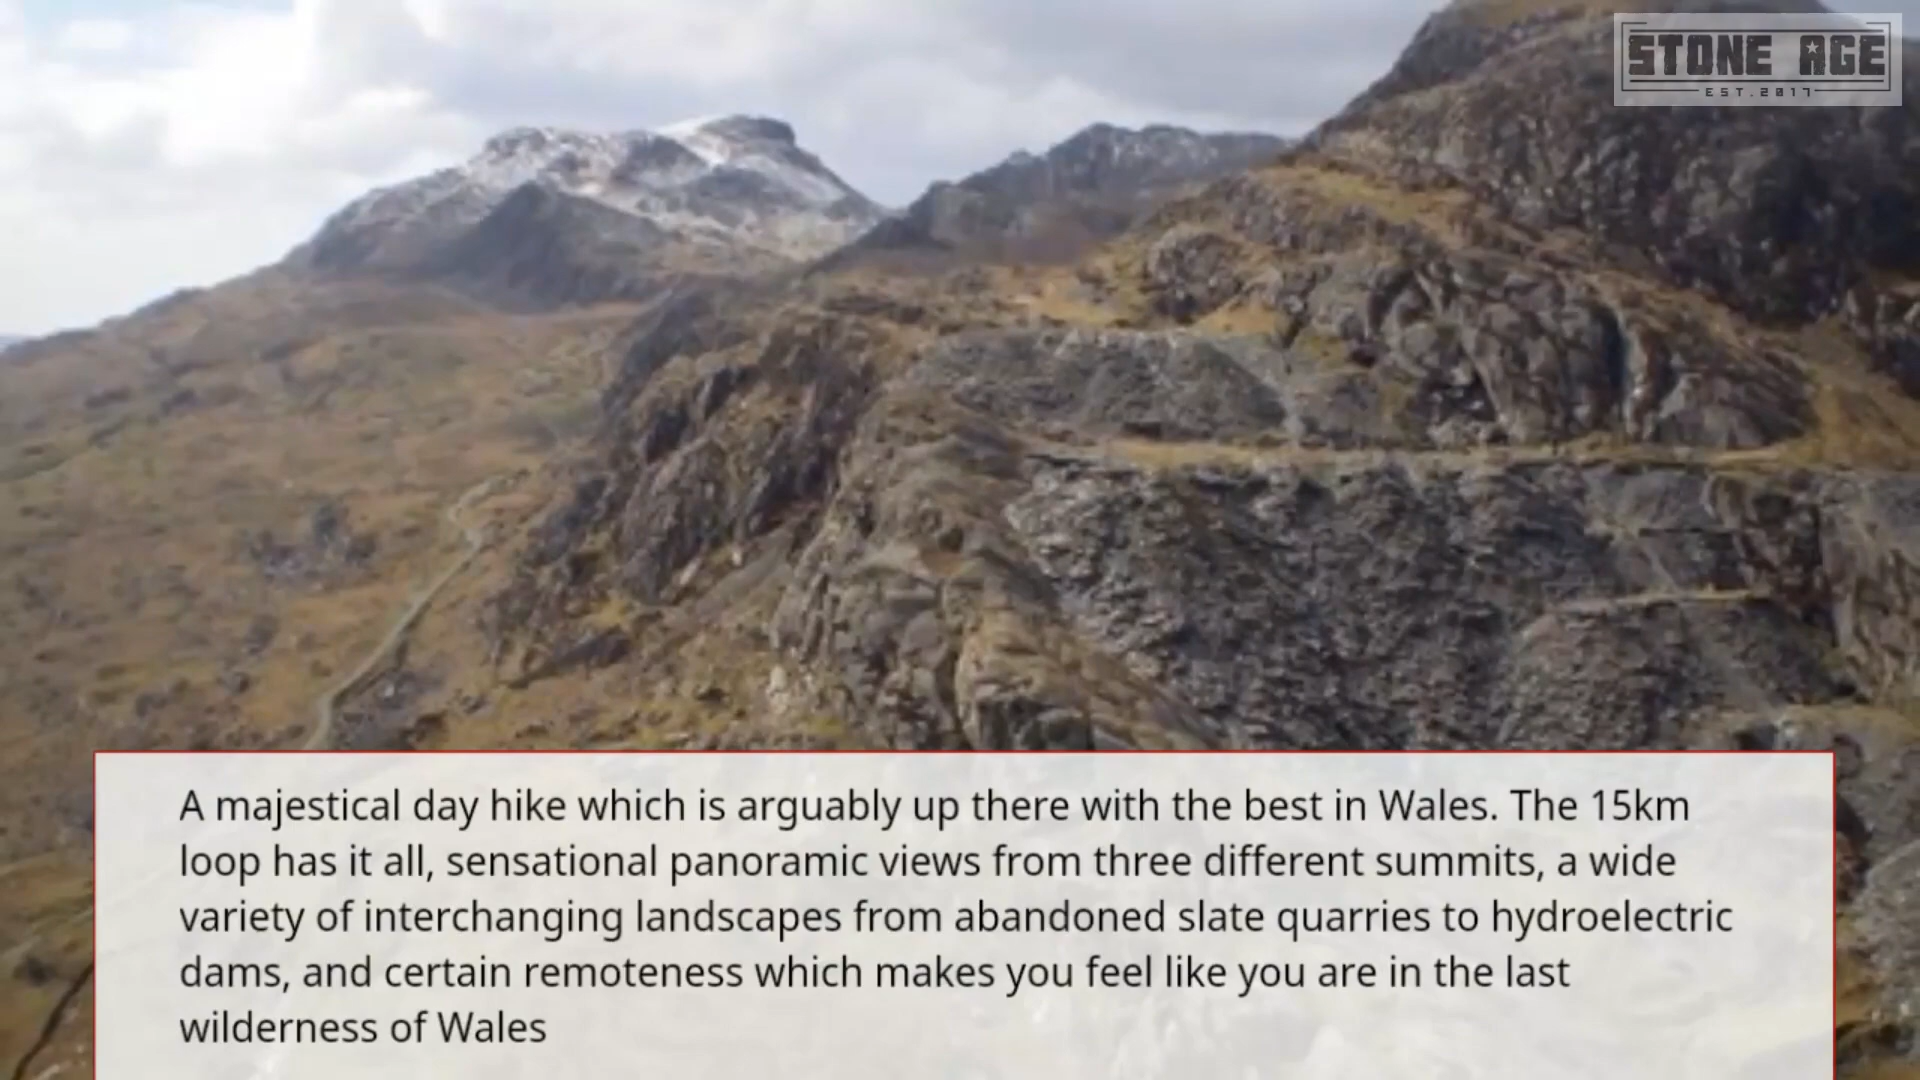 STONE AGE
EST.2017
A majestical day hike which is arguably up there with the best in Wales. The 15km
loop has it all, sensational panoramic views from three different summits, a wide
variety of interchanging landscapes from abandoned slate quarries to hydroelectric
dams, and certain remoteness which makes you feel like you are in the last
wilderness of Wales